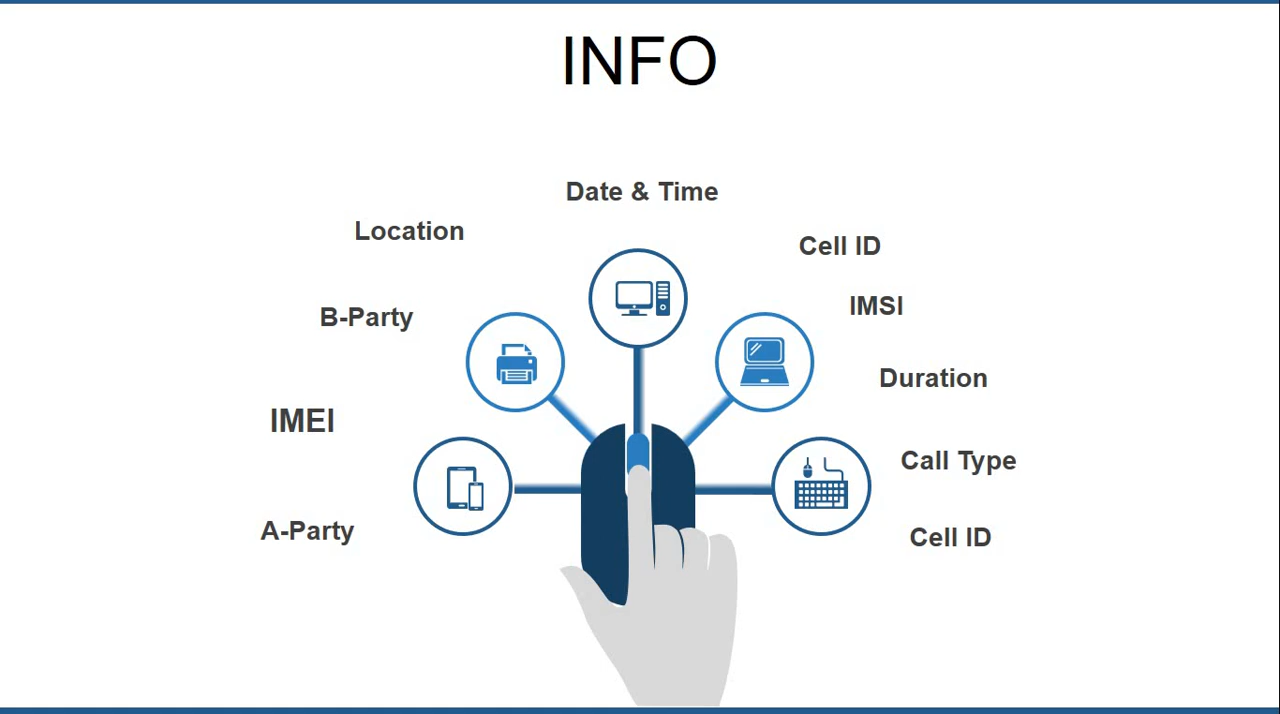 INFO
Date & Time
Location
Cell ID
IMSI
B-Party
Duration
IMEI
Call Type
A-Party
Cell ID